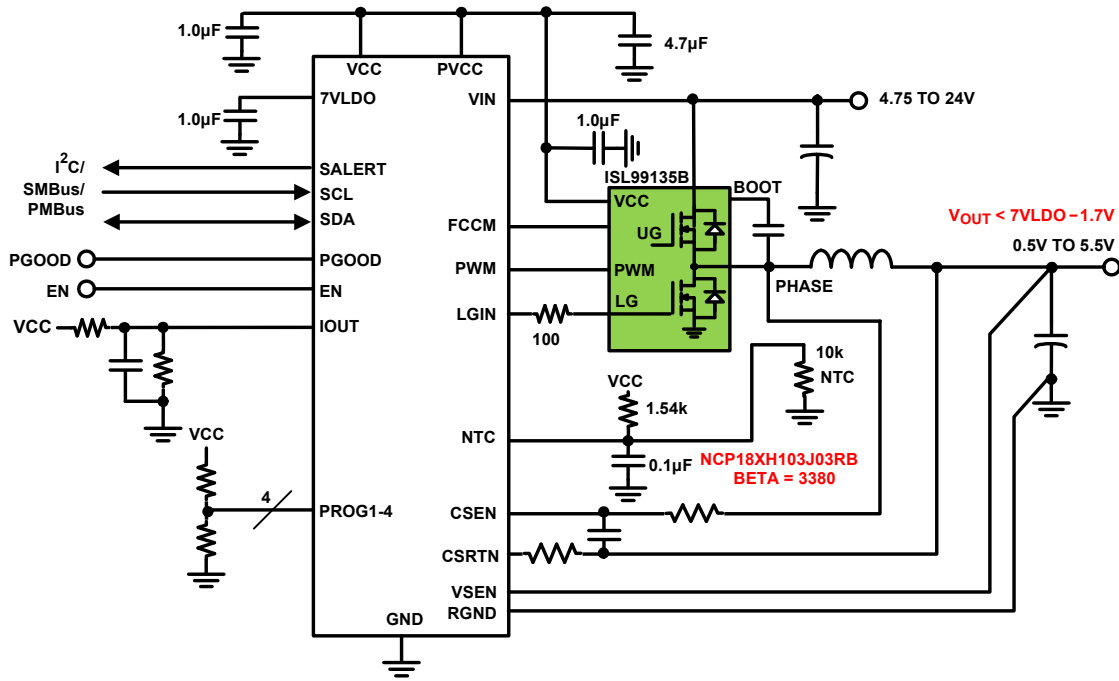 1.0µF
4.7µF
VCC
PVCC
7VLDO
VIN
4.75 TO 24V
1.0µF
1.0µF
I²C/
SMBus/
PMBus
SALERT
SCL
SDA
ISL99135B
BOOT
VCC
UG
FCCM
PWM
PWM
LG
LGIN
100
PHASE
VOUT < 7VLDO –1.7V
0.5V TO 5.5V
PGOOD
PGOOD
EN
EN
VCC
IOUT
10k
NTC
VCC
1.54k
NTC
0.1µF
NCP18XH103J03RB
BETA = 3380
VCC
4
PROG1-4
CSEN
CSRTN
VSEN
RGND
GND